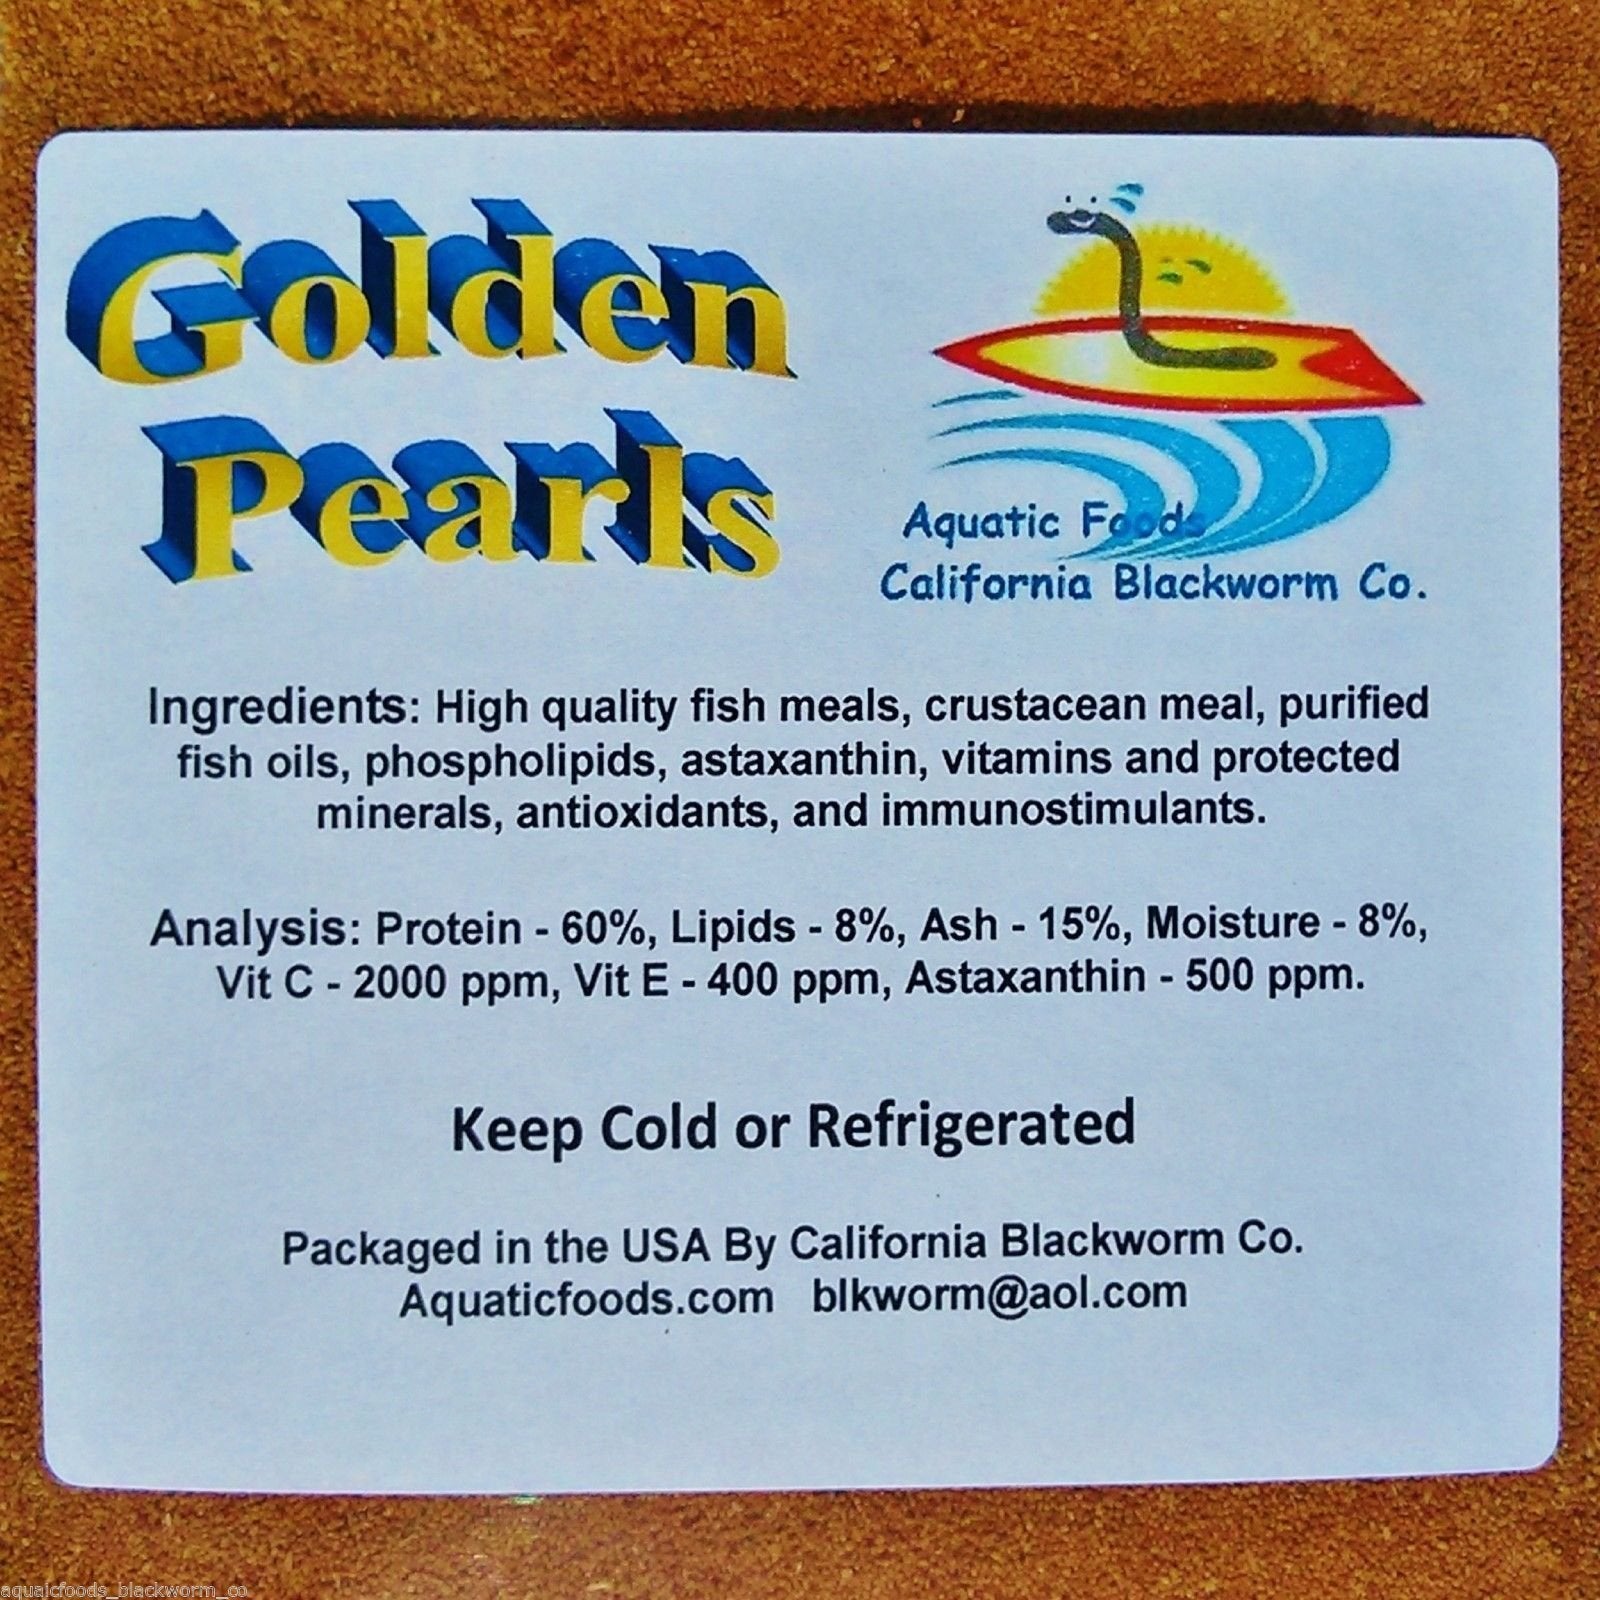 Golden
Pearls
Aquatic Foods
California Blackworm Co.
Ingredients: High quality fish meals, crustacean meal, purified
fish oils, phospholipids, astaxanthin, vitamins and protected
minerals, antioxidants, and immunostimulants.
Analysis: Protein - 60%, Lipids - 8%, Ash - 15%, Moisture - 8%,
Vit C - 2000 ppm, Vit E - 400 ppm, Astaxanthin - 500 ppm.
Keep Cold or Refrigerated
Packaged in the USA By California Blackworm Co.
Aquaticfoods.com blkworm@aol.com
aquaicfoods_blackworm_co